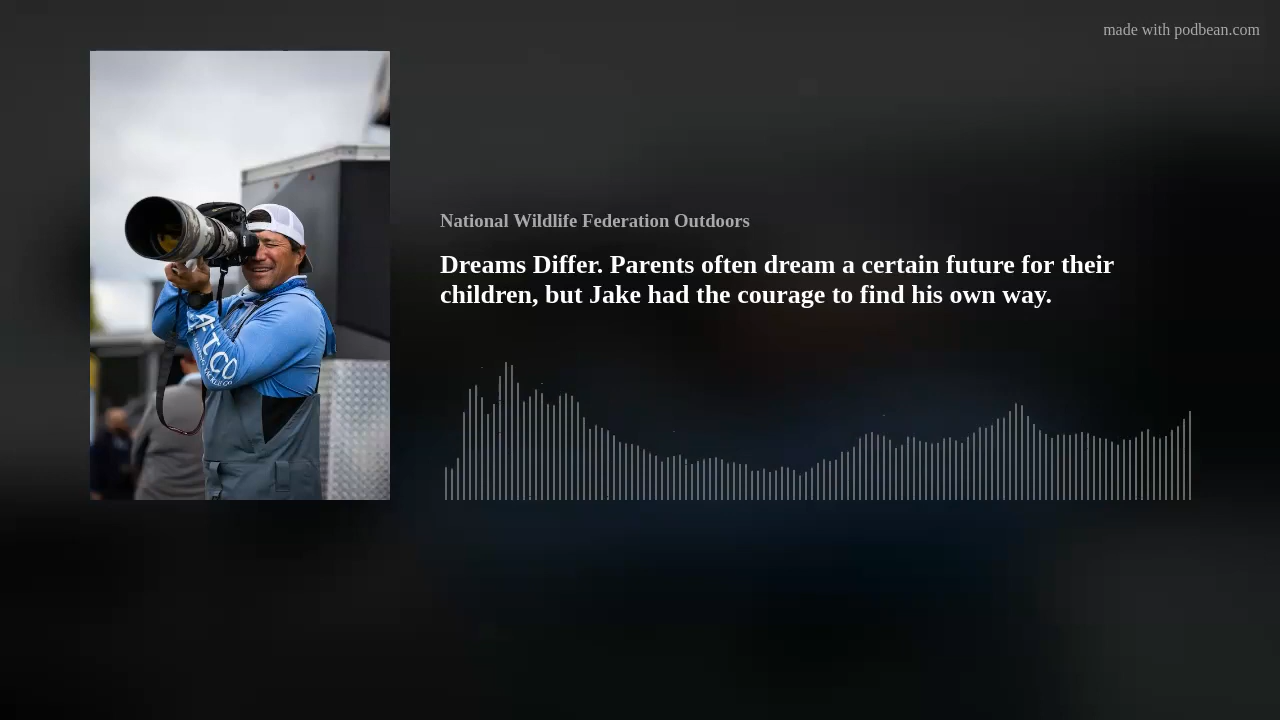 made with podbean.com
National Wildlife Federation Outdoors
Dreams Differ. Parents often dream a certain future for their
children, but Jake had the courage to find his own way.
AFTCO